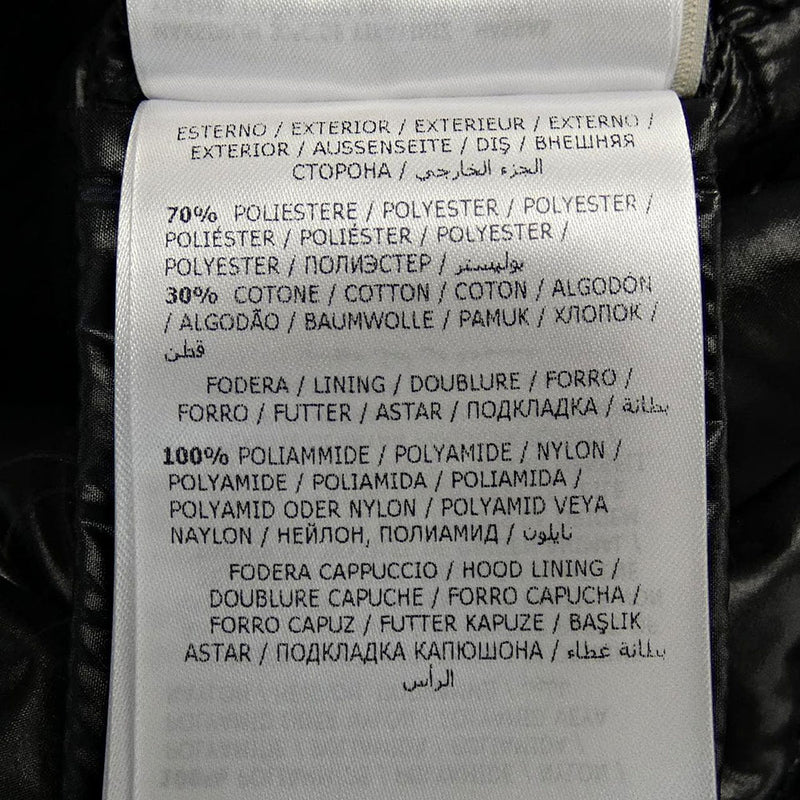 ESTERNO / EXTERIOR / EXTERIEUR / EXTERNO /
EXTERIOR / AUSSENSEITE / DIŞ / ВНЕШНЯЯ
СТОРОНА / الجزء الخارجي
70% POLIESTERE / POLYESTER / POLYESTER /
POLIÉSTER / POLIÉSTER / POLYESTER /
POLYESTER / ПОЛИЭСТЕР / بوليستر
30% COTONE / COTTON / COTON / ALGODÓN
/ ALGODÃO / BAUMWOLLE / PAMUK / ХЛОПОК /
قطن
FODERA / LINING / DOUBLURE / FORRO /
FORRO / FUTTER / ASTAR / ПОДКЛАДКА / بطانة
100% POLIAMMIDE / POLYAMIDE / NYLON /
POLYAMIDE / POLIAMIDA / POLIAMIDA /
POLYAMID ODER NYLON / POLYAMID VEYA
NAYLON / НЕЙЛОН, ПОЛИАМИД / نايلون
FODERA CAPPUCCIO / HOOD LINING /
DOUBLURE CAPUCHE / FORRO CAPUCHA /
FORRO CAPUZ / FUTTER KAPUZE / BAŞLIK
ASTAR / ПОДКЛАДКА КАПЮШОНА / بطانة غطاء
الرأس